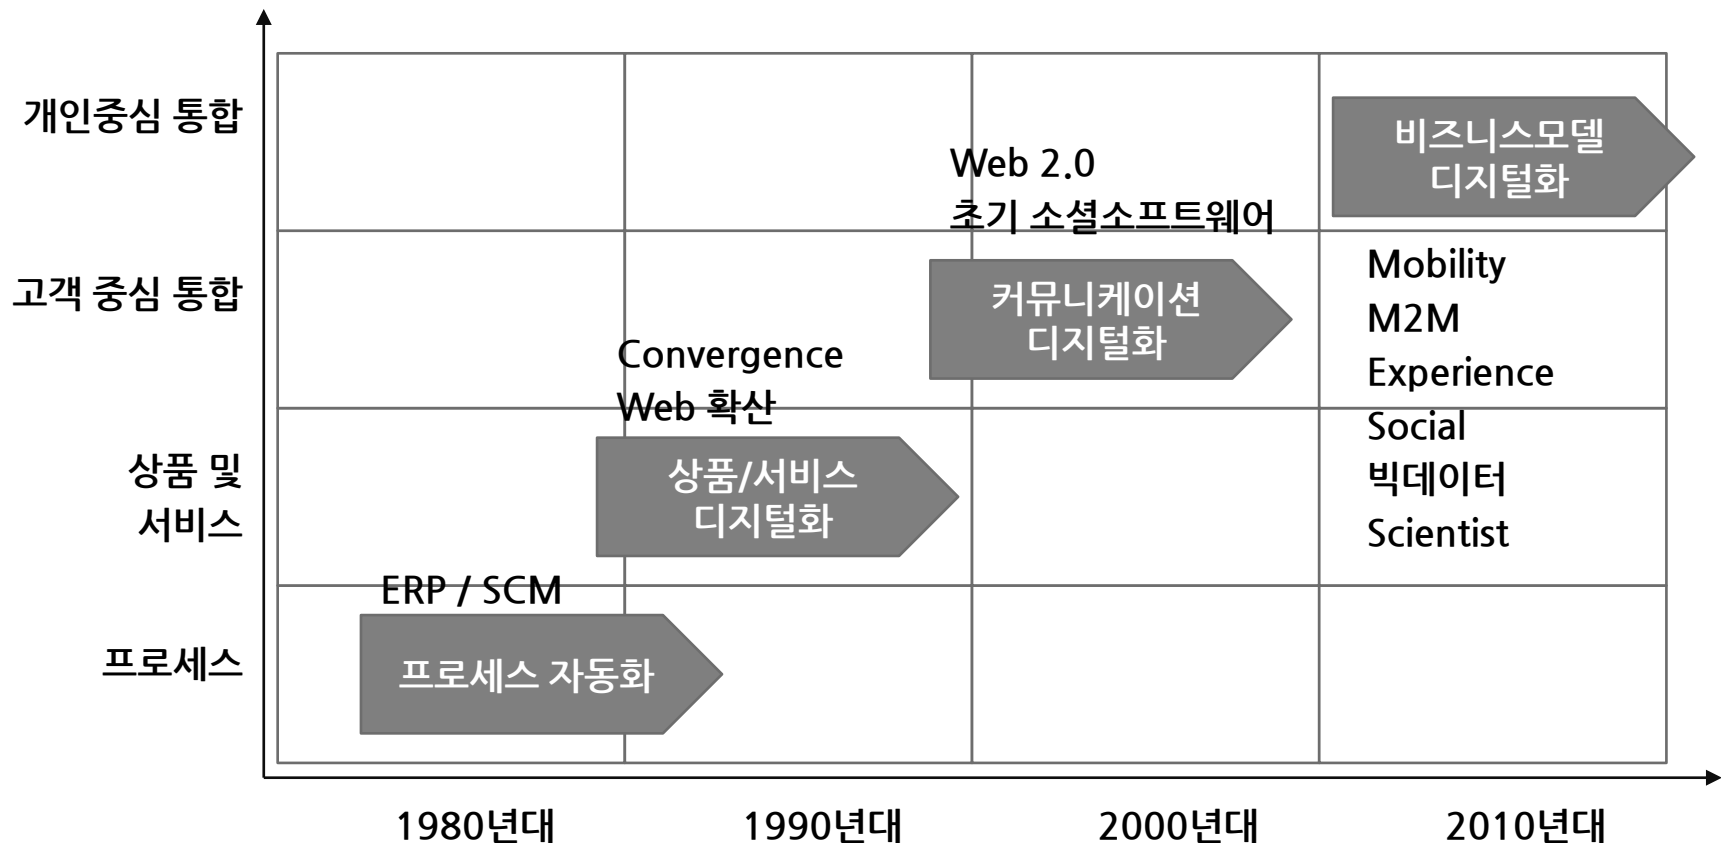 개인중심 통합
비즈니스모델
디지털화
Web 2.0
초기 소셜소프트웨어
고객 중심 통합
커뮤니케이션
디지털화
Mobility
M2M
Experience
Social
빅데이터
Scientist
Convergence
Web 확산
상품 및
서비스
상품/서비스
디지털화
ERP / SCM
프로세스
프로세스 자동화
1980년대
1990년대
2000년대
2010년대